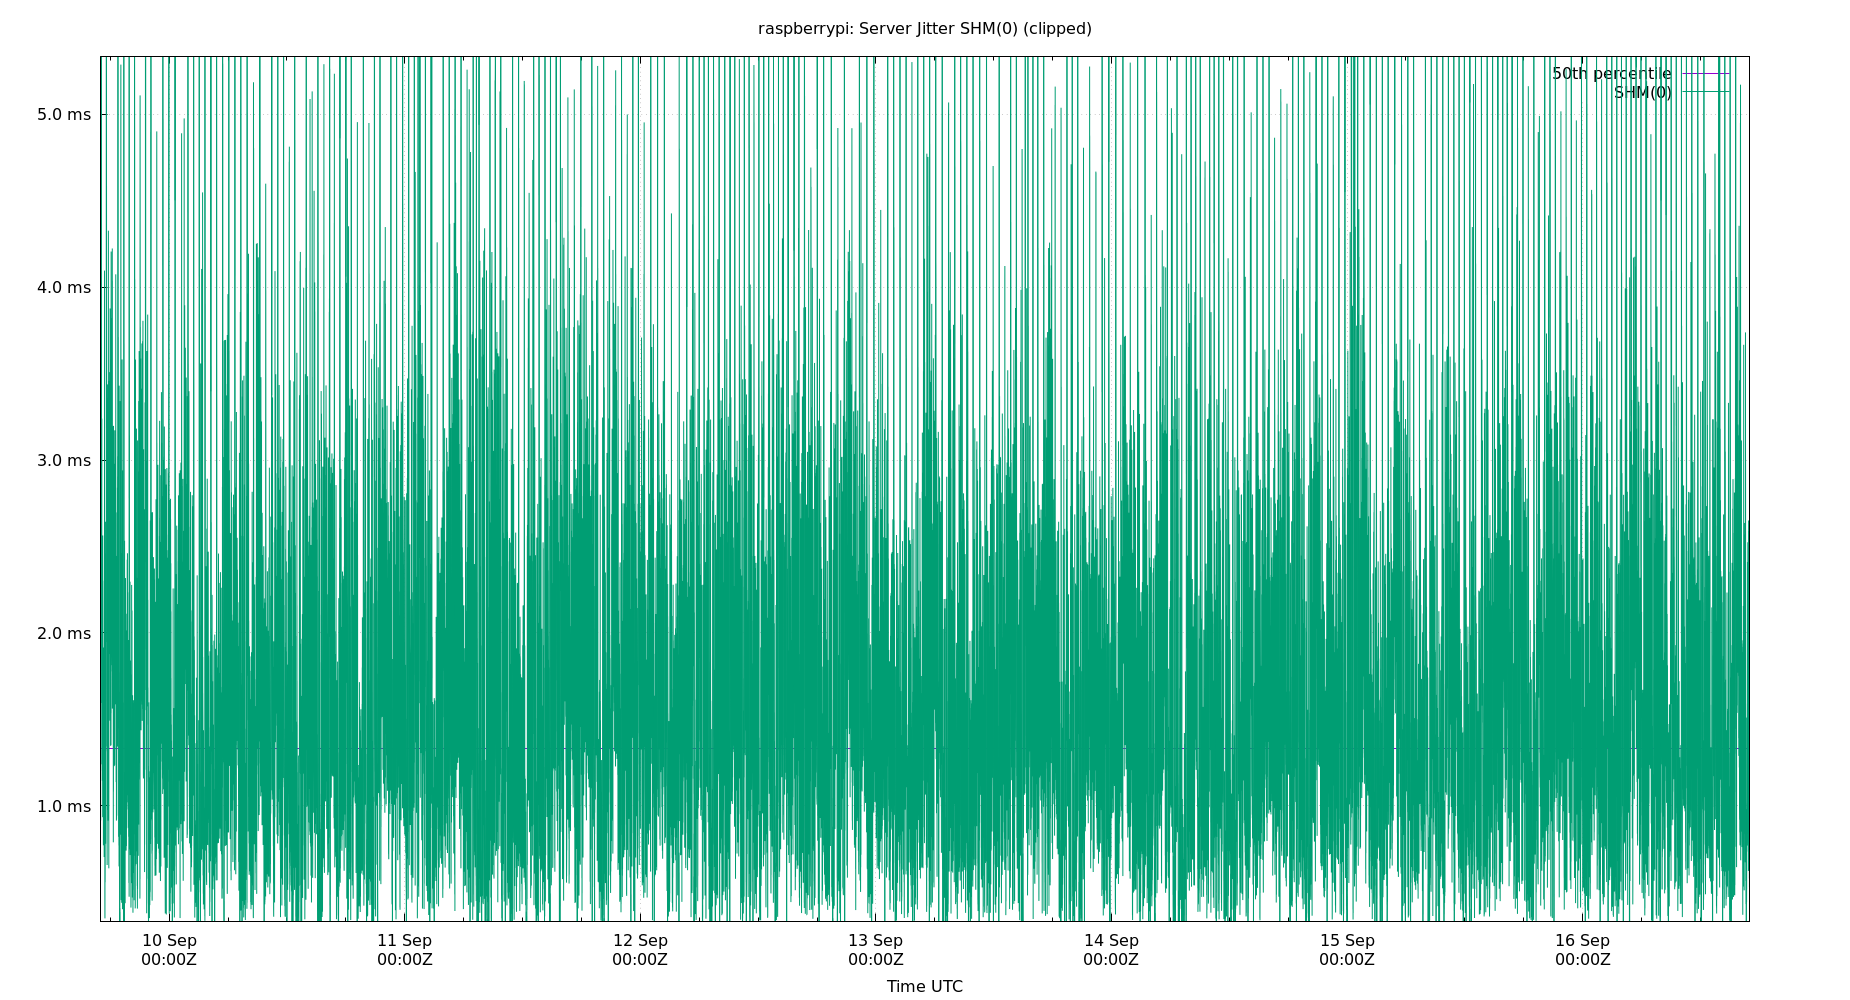 raspberrypi: Server Jitter SHM(0) (clipped)
50th percentile
SHM(0)
5.0 ms
4.0 ms
3.0 ms
2.0 ms
1.0 ms
10 Sep 11 Sep 12 Sep 13 Sep 14 Sep 15 Sep 16 Sep
00:00Z 00:00Z 00:00Z 00:00Z 00:00Z 00:00Z 00:00Z
Time UTC